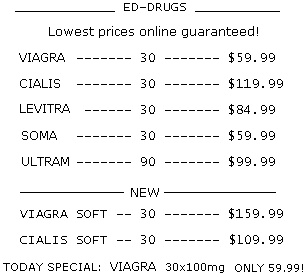 ED-DRUGS
Lowest prices online guaranteed!
VIAGRA ------- 30 ------- $59.99
CIALIS ------- 30 ------- $119.99
LEVITRA ------ 30 ------- $84.99
SOMA ------- 30 ------- $59.99
ULTRAM ------- 90 ------- $99.99
NEW
VIAGRA SOFT -- 30 ------- $159.99
CIALIS SOFT -- 30 ------- $109.99
TODAY SPECIAL: VIAGRA 30x100mg ONLY 59.99!